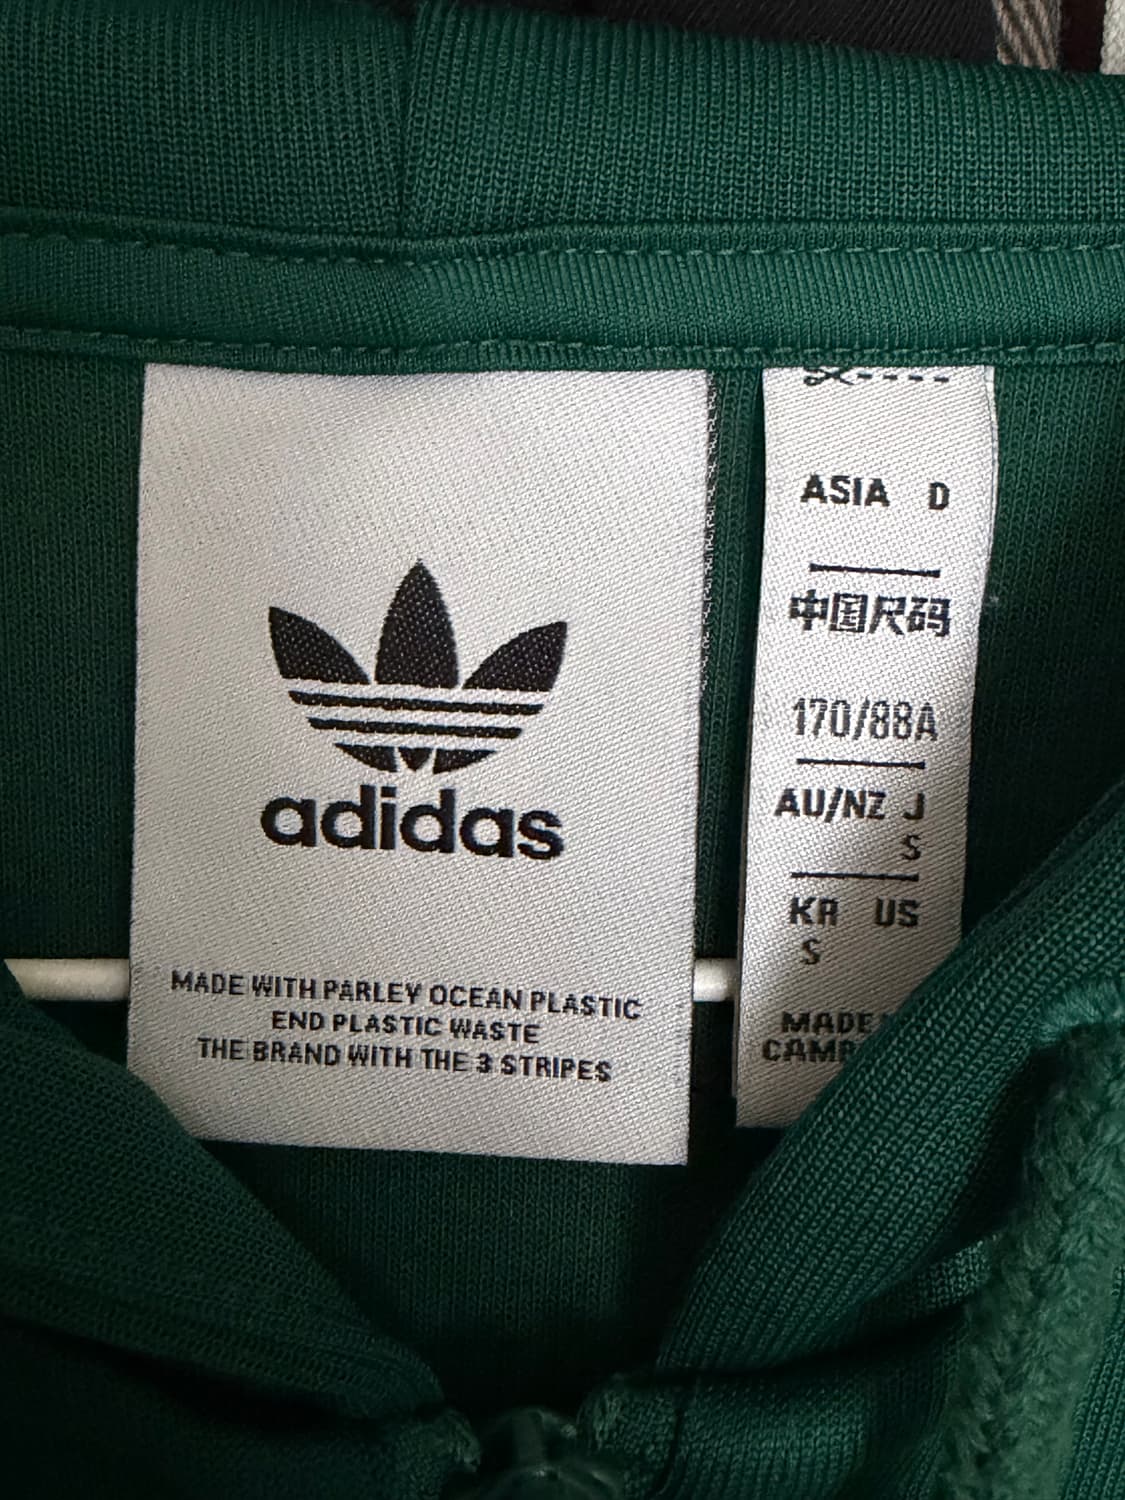 adidas
MADE WITH PARLEY OCEAN PLASTIC
END PLASTIC WASTE
THE BRAND WITH THE 3 STRIPES
ASIA D
中国尺码
170/88A
AU/NZ J
S
KR US
S
MADE